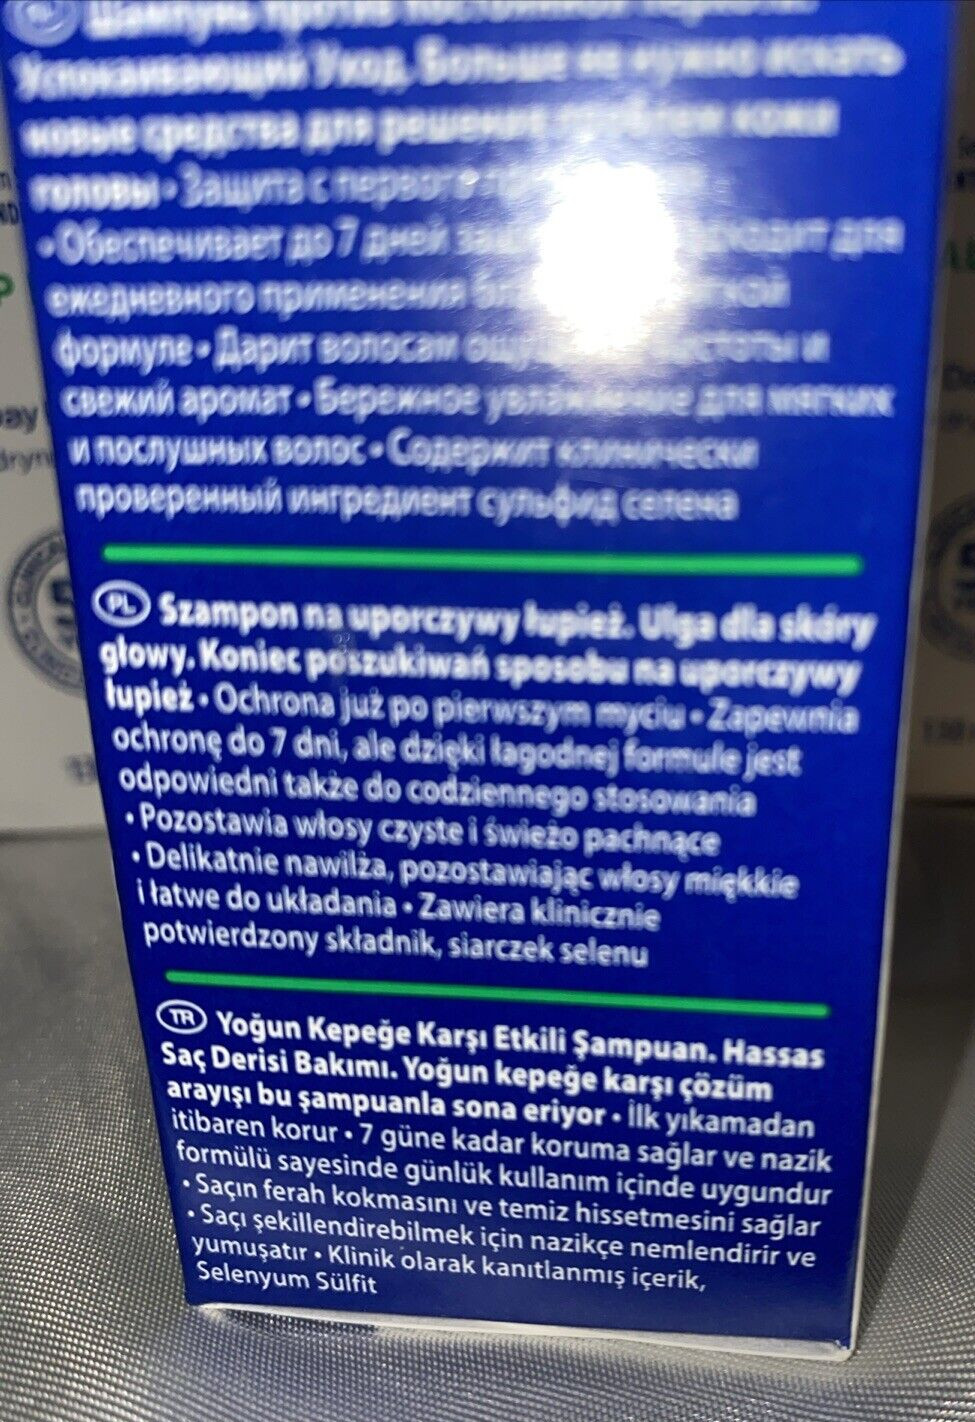 Шампунь против
Успокаивающий Уход. Больше не нужно искать
новые средства для решения проблем кожи
головы • Защита с первого
• Обеспечивает до 7 дней для
ежедневного применения
формуле • Дарит волосам и
свежий аромат • Бережное увлажнение для мягких
и послушных волос • Содержит клинически
проверенный ингредиент сульфид селена
PL Szampon na uporczywy łupież. Ulga dla skóry
głowy. Koniec poszukiwań sposobu na uporczywy
łupież • Ochrona już po pierwszym myciu • Zapewnia
ochronę do 7 dni, ale dzięki łagodnej formule jest
odpowiedni także do codziennego stosowania
• Pozostawia włosy czyste i świeżo pachnące
• Delikatnie nawilża, pozostawiając włosy miękkie
i łatwe do układania • Zawiera klinicznie
potwierdzony składnik, siarczek selenu
TR Yoğun Kepeğe Karşı Etkili Şampuan. Hassas
Saç Derisi Bakımı. Yoğun kepeğe karşı çözüm
arayışı bu şampuanla sona eriyor • İlk yıkamadan
itibaren korur • 7 güne kadar koruma sağlar ve nazik
formülü sayesinde günlük kullanım içinde uygundur
• Saçın ferah kokmasını ve temiz hissetmesini sağlar
• Saçı şekillendirebilmek için nazikçe nemlendirir ve
yumuşatır • Klinik olarak kanıtlanmış içerik,
Selenyum Sülfit